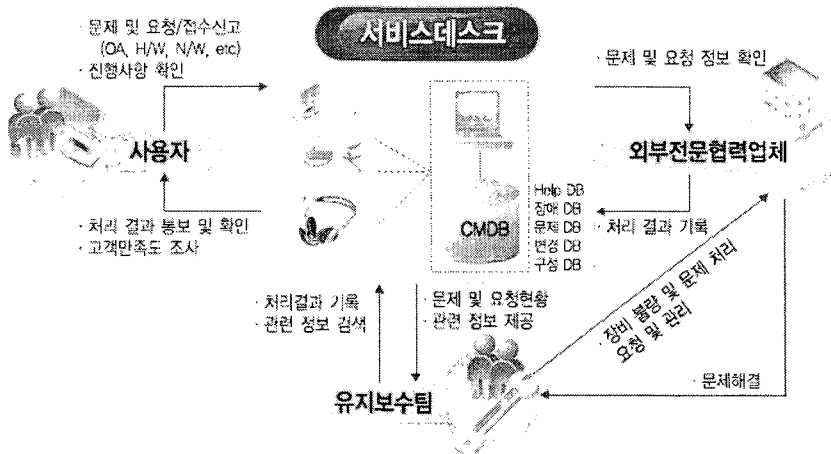 서비스데스크
· 문제 및 요청/접수신고
(OA, H/W, N/W, etc)
· 진행사항 확인
· 문제 및 요청 정보 확인
사용자
외부전문협력업체
· 처리 결과 통보 및 확인
· 고객만족도 조사
CMDB
Help DB
장애 DB
문제 DB
변경 DB
구성 DB
· 처리 결과 기록
· 처리결과 기록
· 관련 정보 검색
· 문제 및 요청현황
· 관련 정보 제공
· 장비 불량 및 문제 처리
요청 및 관리
· 문제해결
유지보수팀